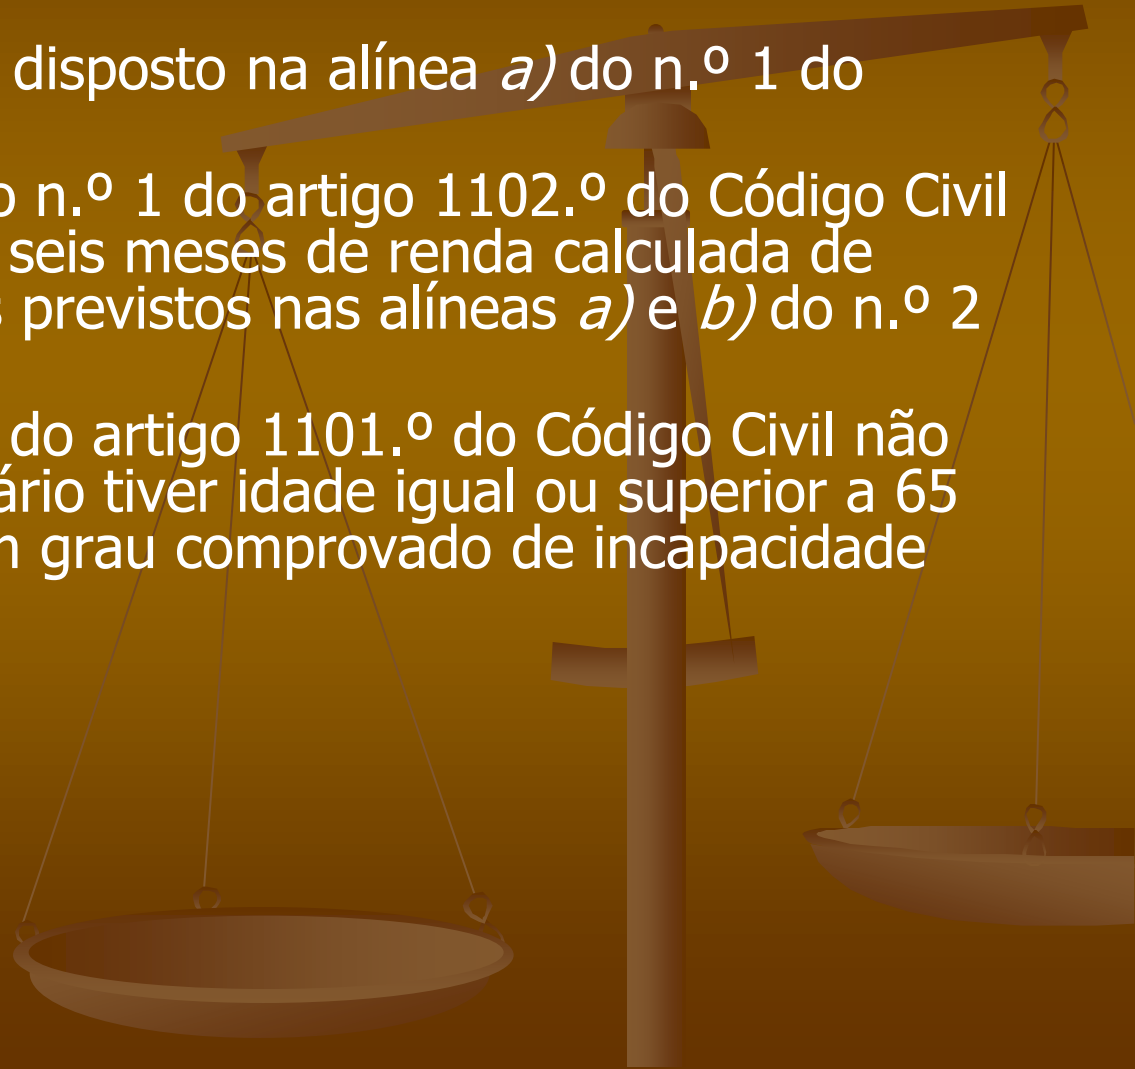 disposto na alínea a) do n.º 1 do
o n.º 1 do artigo 1102.º do Código Civil
seis meses de renda calculada de
s previstos nas alíneas a) e b) do n.º 2
do artigo 1101.º do Código Civil não
ário tiver idade igual ou superior a 65
m grau comprovado de incapacidade